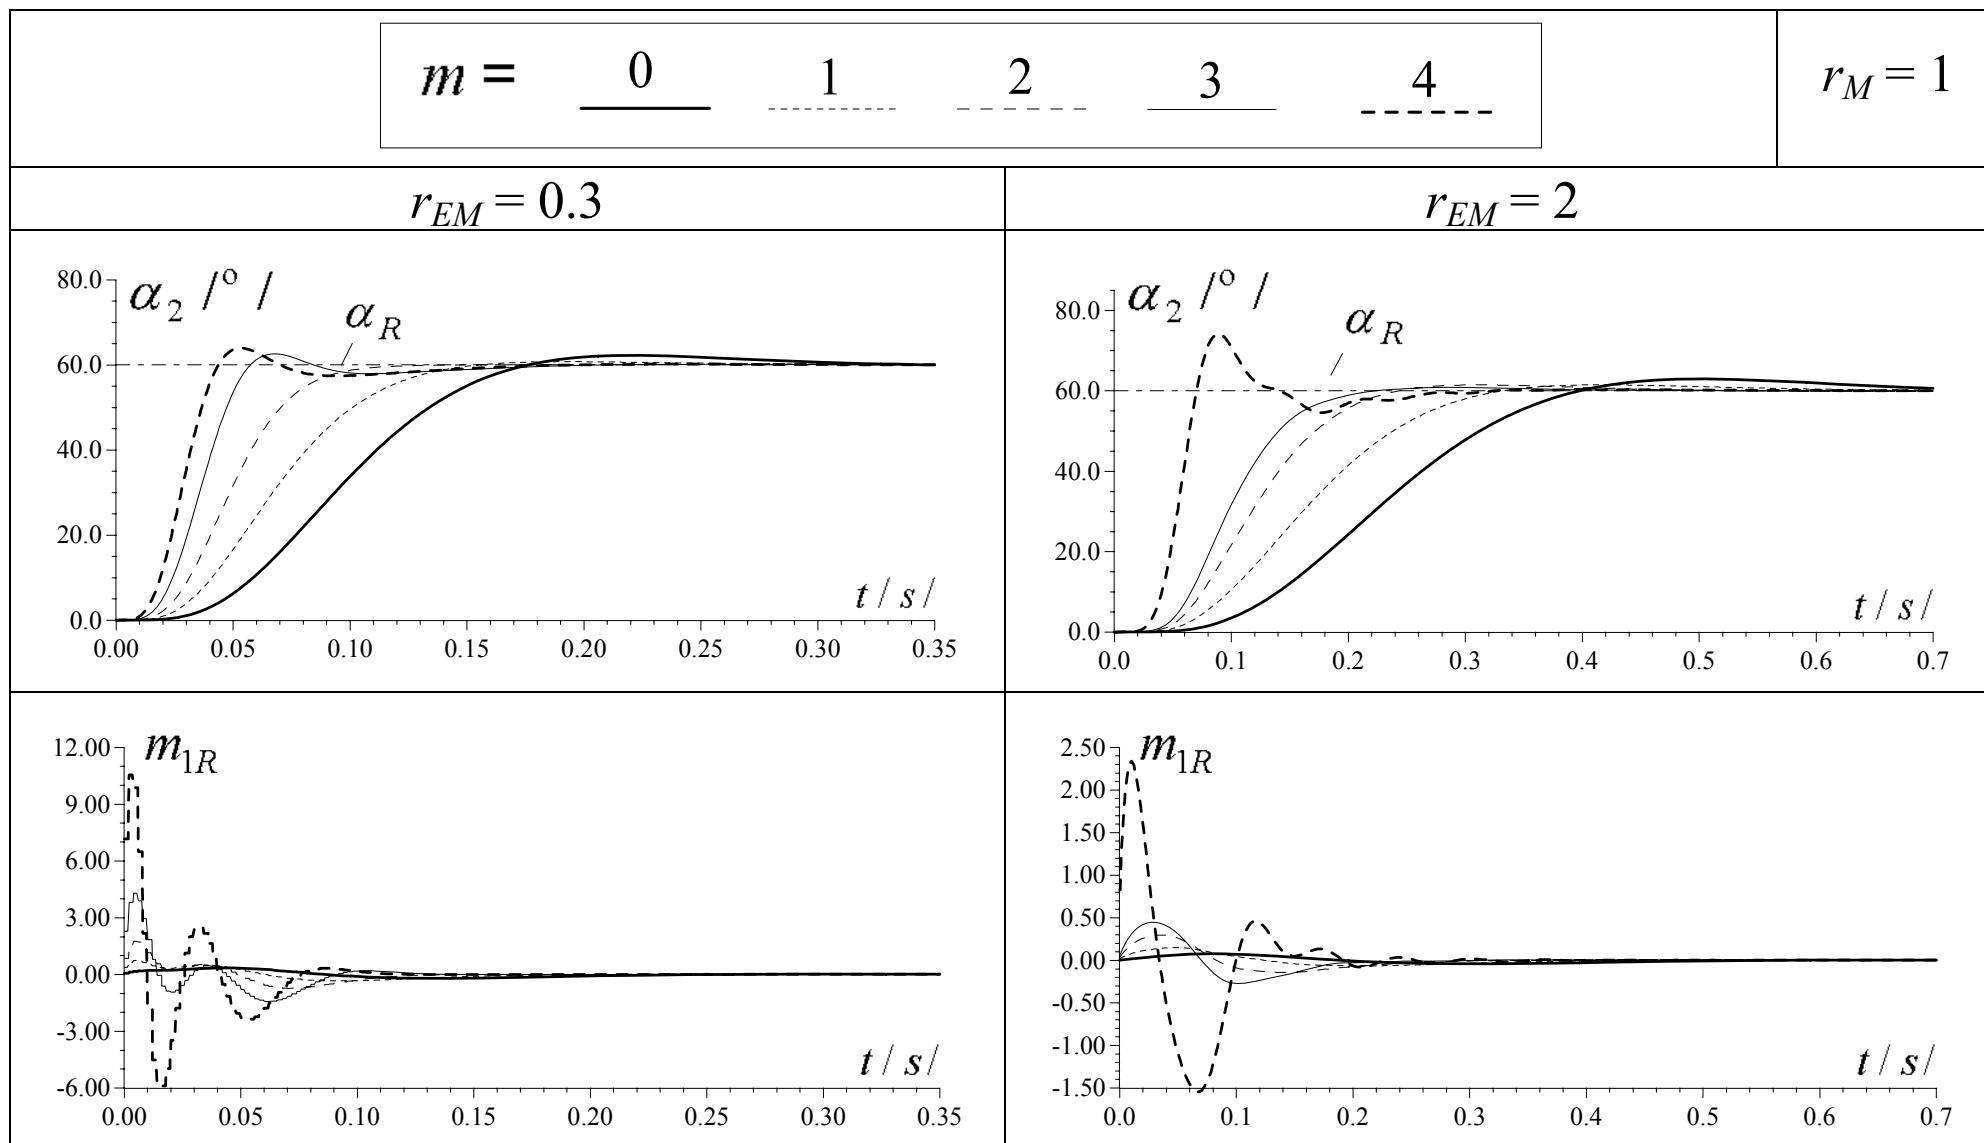 m = 0 1 2 3 4
r_M = 1
r_EM = 0.3
r_EM = 2
α_2 /° /
α_R
80.0
60.0
40.0
20.0
0.0
t / s /
0.00 0.05 0.10 0.15 0.20 0.25 0.30 0.35
α_2 /° /
α_R
80.0
60.0
40.0
20.0
0.0
t / s /
0.0 0.1 0.2 0.3 0.4 0.5 0.6 0.7
m_1R
12.00
9.00
6.00
3.00
0.00
-3.00
-6.00
t / s /
0.00 0.05 0.10 0.15 0.20 0.25 0.30 0.35
m_1R
2.50
2.00
1.50
1.00
0.50
0.00
-0.50
-1.00
-1.50
t / s /
0.0 0.1 0.2 0.3 0.4 0.5 0.6 0.7